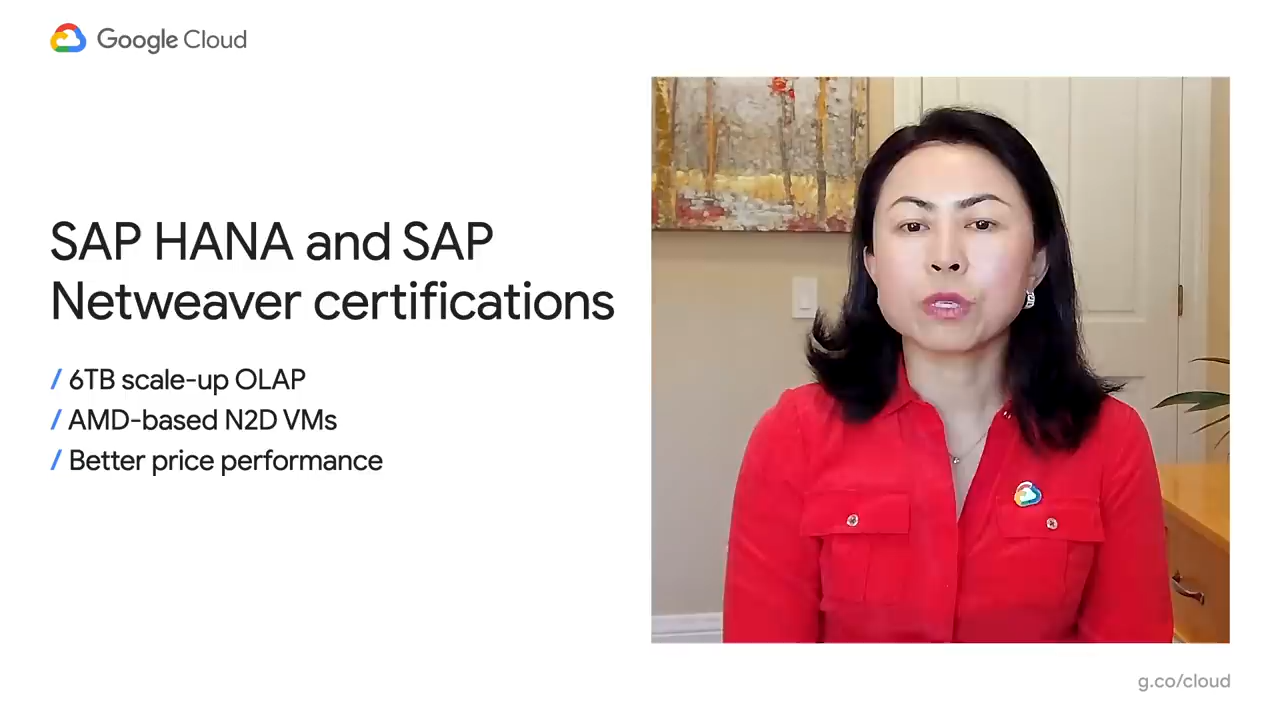 Google Cloud
SAP HANA and SAP
Netweaver certifications
/ 6TB scale-up OLAP
/ AMD-based N2D VMs
/ Better price performance
g.co/cloud